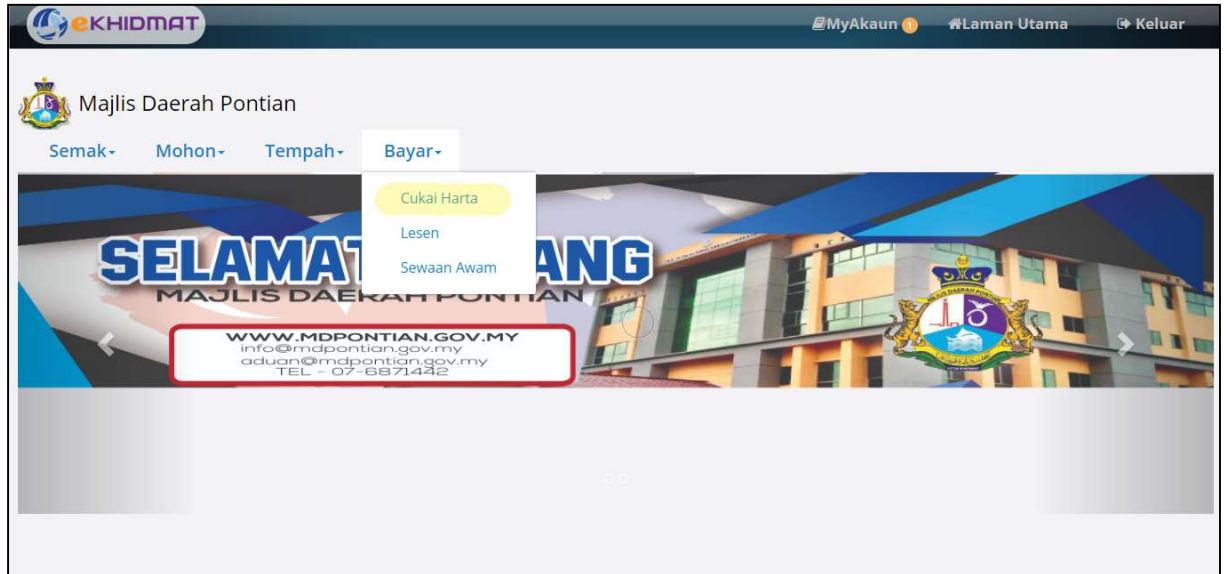 eKHIDMAT
MyAkaun 1 Laman Utama Keluar
Majlis Daerah Pontian
Semak Mohon Tempah Bayar
Cukai Harta
Lesen
Sewaan Awam
SELAMAT ANG
MAJLIS DAERAH PONTIAN
WWW.MDPONTIAN.GOV.MY
info@mdpontian.gov.my
aduan@mdpontian.gov.my
TEL - 07-6871442